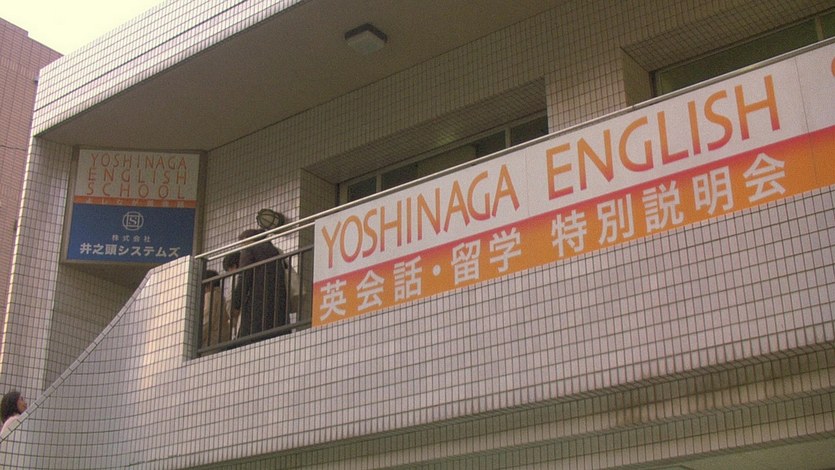 YOSHINAGA
ENGLISH
SCHOOL
株式会社
井之頭システムズ
YOSHINAGA ENGLISH
英会話・留学 特別説明会